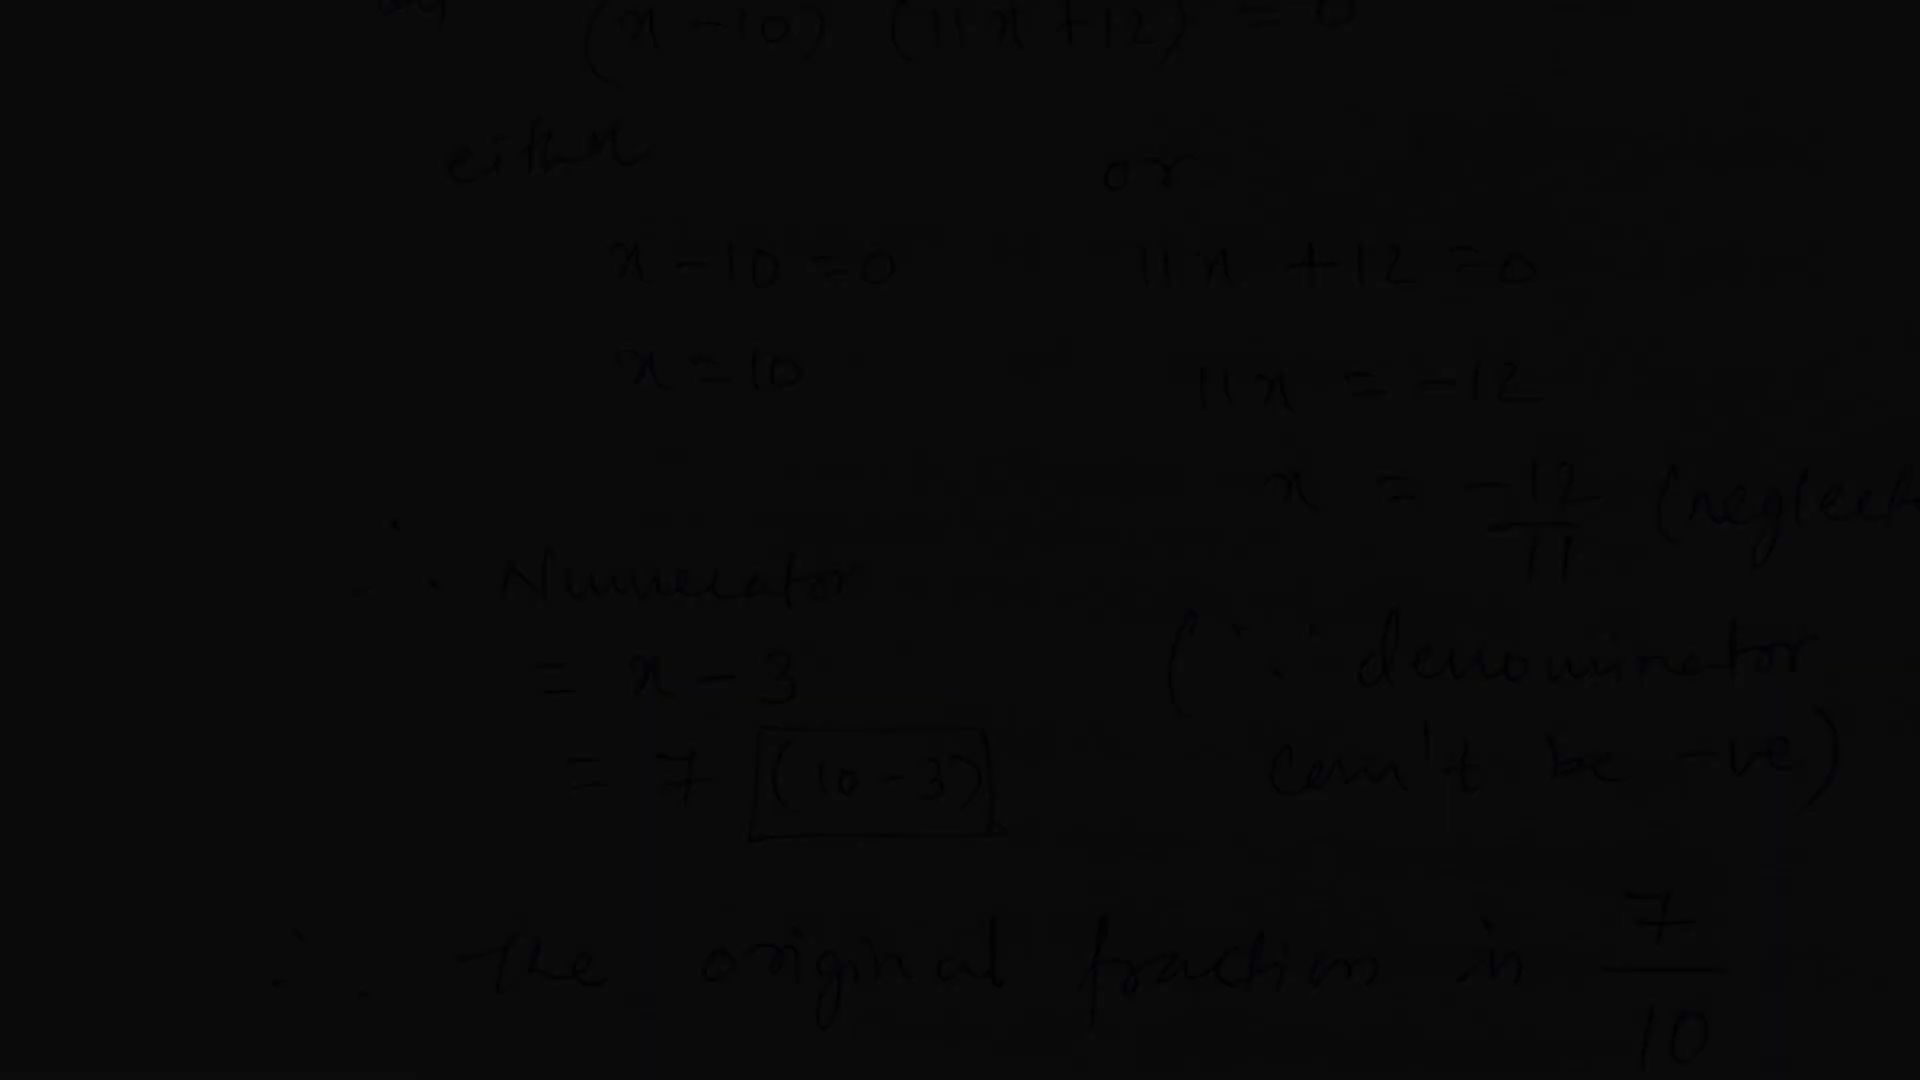 (x - 10) (11x + 12) = 0
either or
x - 10 = 0 11x + 12 = 0
x = 10 11x = -12
x = -12/11 (neglect
∴ Numerator
= x - 3 (∵ denominator
= 7 (10 - 3) can't be -ve)
∴ The original fraction is 7/10